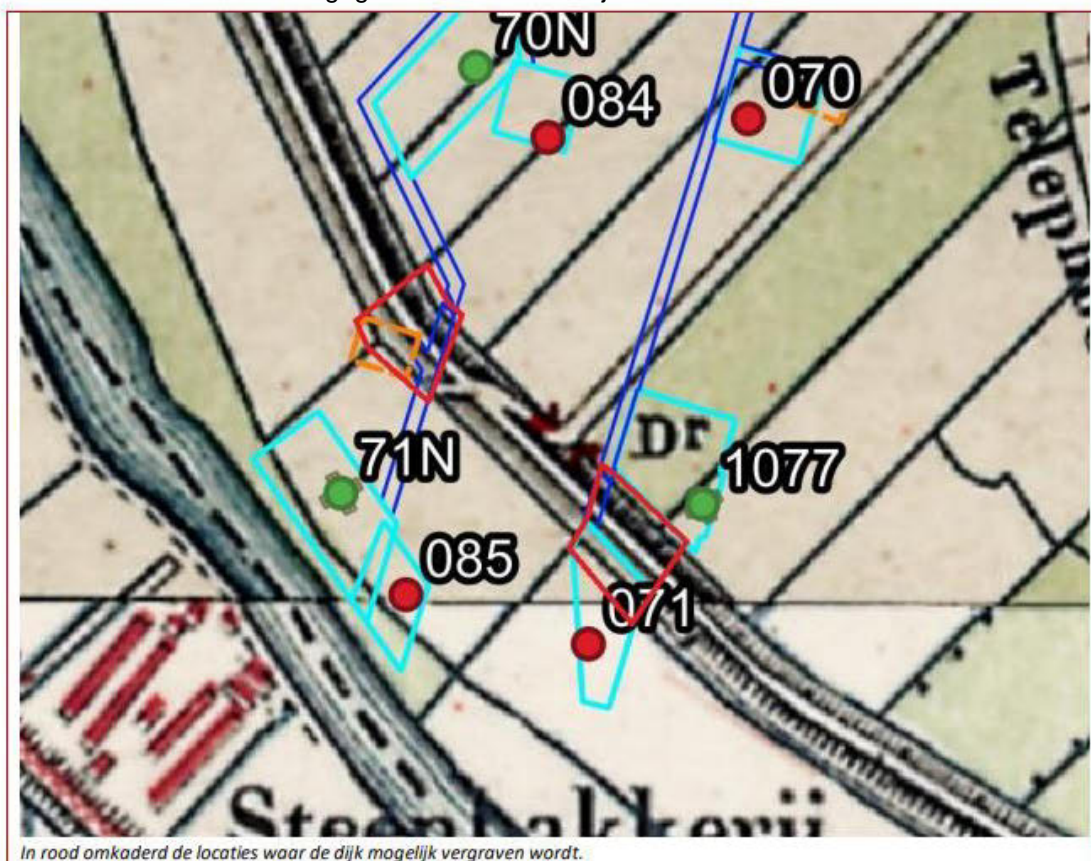 70N
084
070
Teleph
Dr
71N
1077
085
071
Steenbakkerij
In rood omkaderd de locaties waar de dijk mogelijk vergraven wordt.